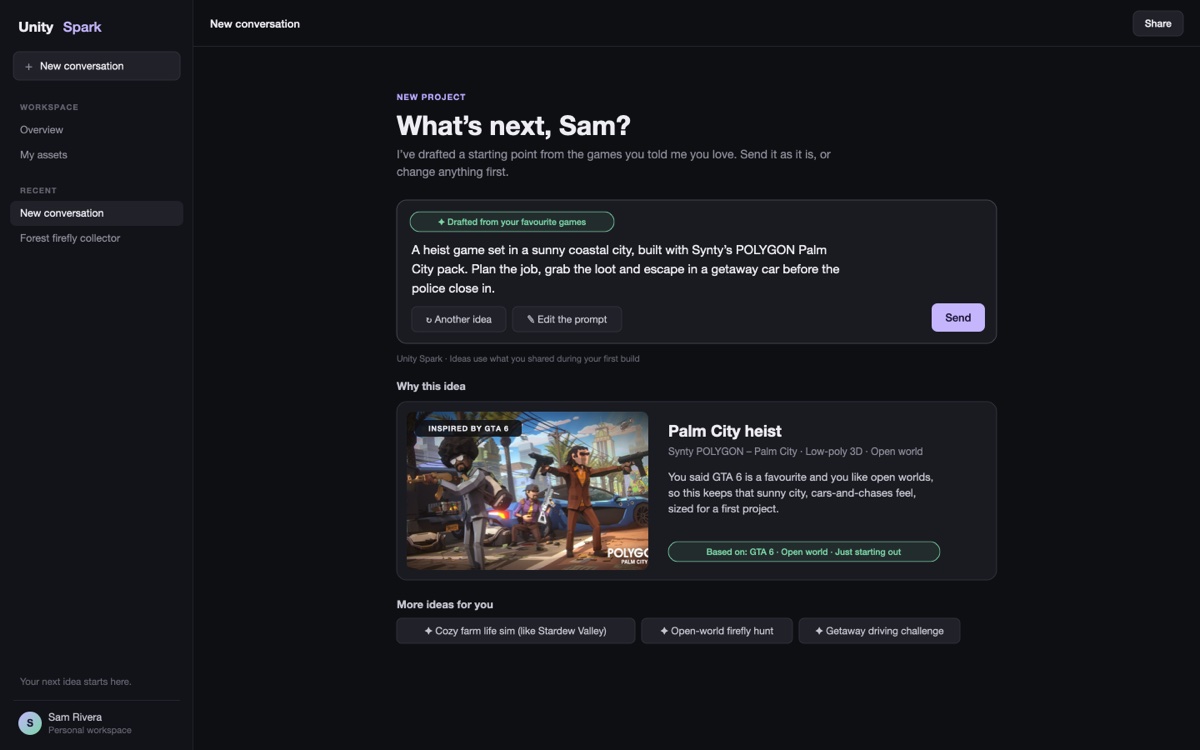 Unity Spark
+ New conversation
WORKSPACE
Overview
My assets
RECENT
New conversation
Forest firefly collector
Your next idea starts here.
S
Sam Rivera
Personal workspace
New conversation
Share
NEW PROJECT
What's next, Sam?
I've drafted a starting point from the games you told me you love. Send it as it is, or
change anything first.
✦ Drafted from your favourite games
A heist game set in a sunny coastal city, built with Synty's POLYGON Palm
City pack. Plan the job, grab the loot and escape in a getaway car before the
police close in.
↻ Another idea
✎ Edit the prompt
Send
Unity Spark · Ideas use what you shared during your first build
Why this idea
INSPIRED BY GTA 6
POLYGO
PALM CITY
Palm City heist
Synty POLYGON – Palm City · Low-poly 3D · Open world
You said GTA 6 is a favourite and you like open worlds,
so this keeps that sunny city, cars-and-chases feel,
sized for a first project.
Based on: GTA 6 · Open world · Just starting out
More ideas for you
✦ Cozy farm life sim (like Stardew Valley)
✦ Open-world firefly hunt
✦ Getaway driving challenge